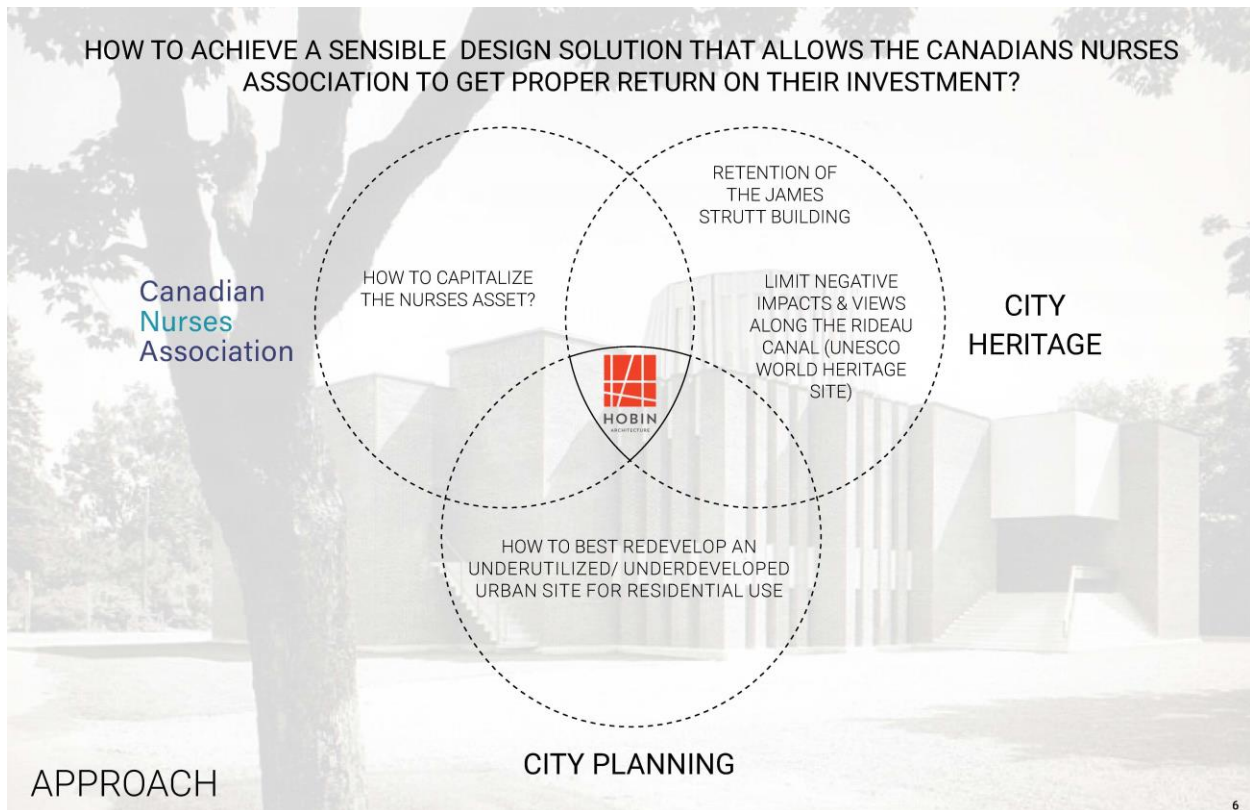 HOW TO ACHIEVE A SENSIBLE DESIGN SOLUTION THAT ALLOWS THE CANADIANS NURSES
ASSOCIATION TO GET PROPER RETURN ON THEIR INVESTMENT?
RETENTION OF
THE JAMES
STRUTT BUILDING
HOW TO CAPITALIZE
THE NURSES ASSET?
LIMIT NEGATIVE
IMPACTS & VIEWS
ALONG THE RIDEAU
CANAL (UNESCO
WORLD HERITAGE
SITE)
Canadian
Nurses
Association
CITY
HERITAGE
HOBIN
ARCHITECTURE
HOW TO BEST REDEVELOP AN
UNDERUTILIZED/ UNDERDEVELOPED
URBAN SITE FOR RESIDENTIAL USE
CITY PLANNING
APPROACH
6